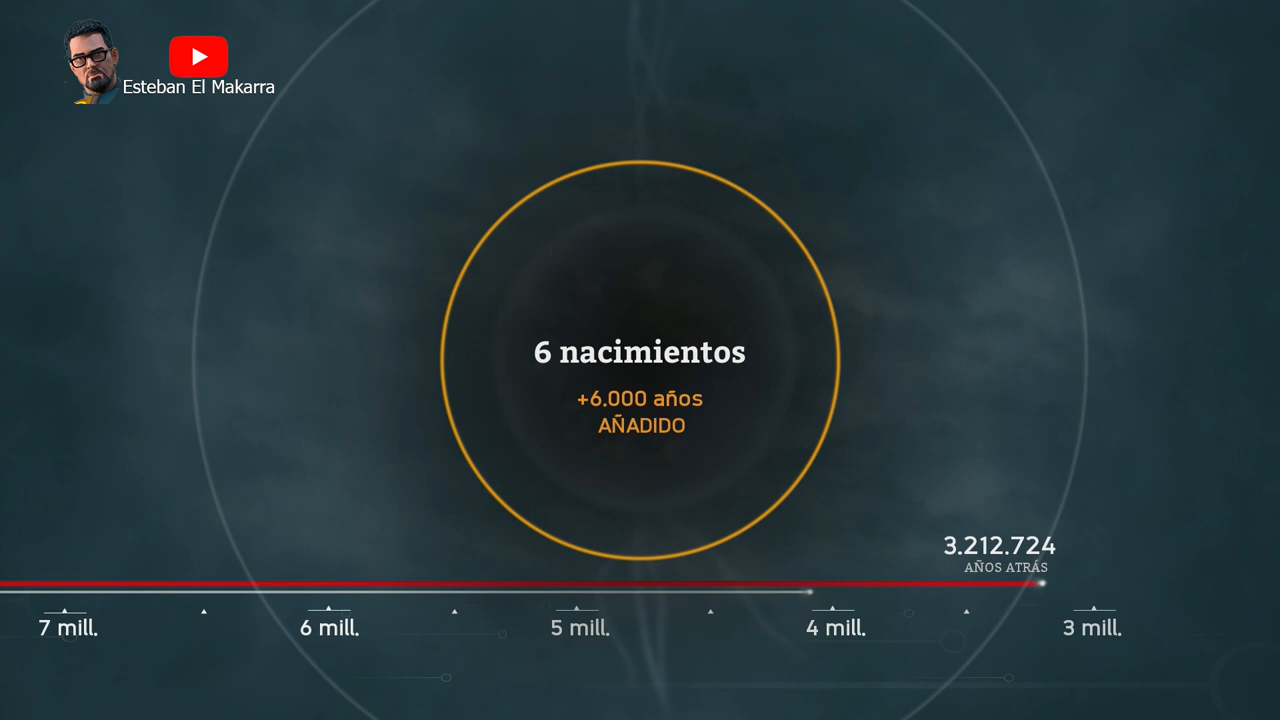 Esteban El Makarra
6 nacimientos
+6.000 años
AÑADIDO
3.212.724
AÑOS ATRÁS
7 mill.
6 mill.
5 mill.
4 mill.
3 mill.